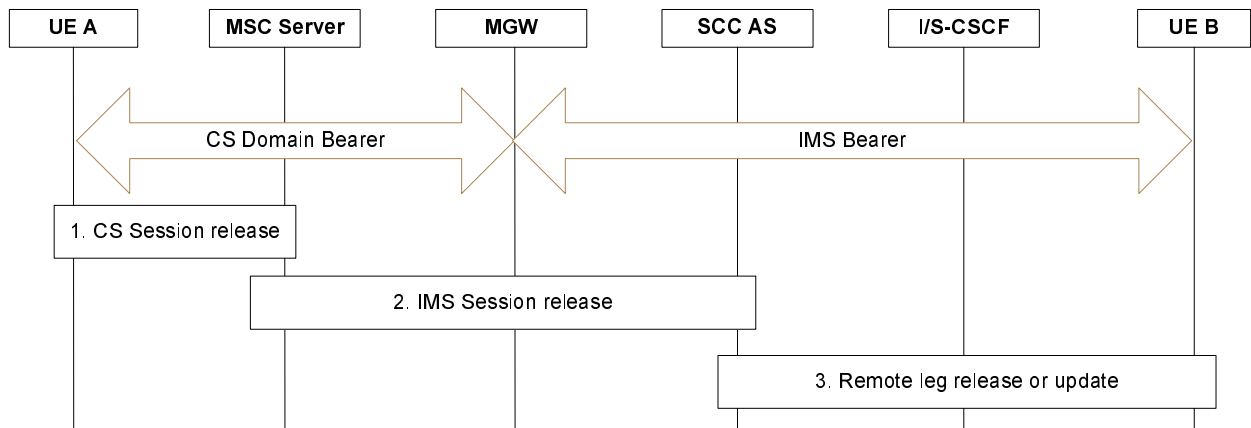 UE A
MSC Server
MGW
SCC AS
I/S-CSCF
UE B
CS Domain Bearer
IMS Bearer
1. CS Session release
2. IMS Session release
3. Remote leg release or update